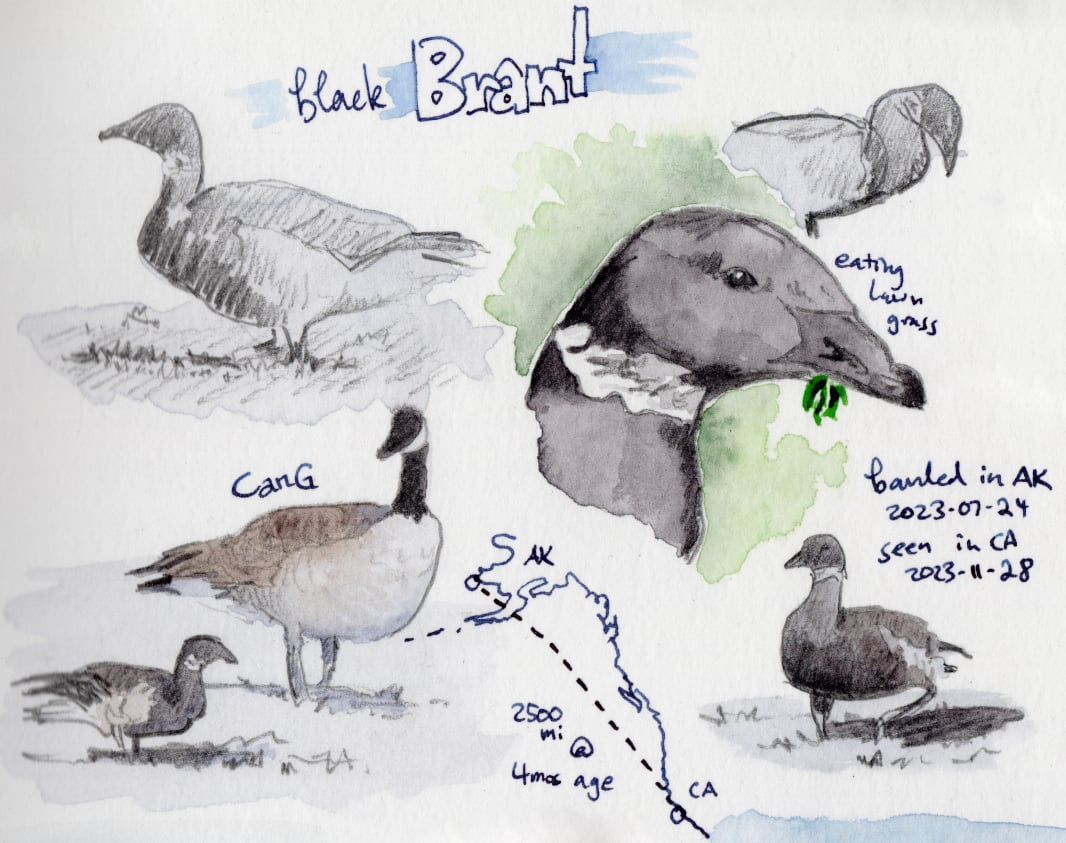 black Brant
eating
lawn
grass
CanG
banded in AK
2023-07-24
seen in CA
2023-11-28
AK
2500
mi
@
4mos age
CA